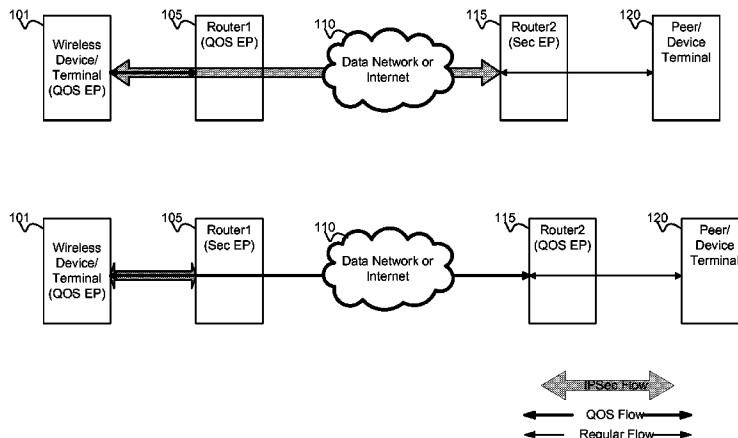 101
105
110
115
120
Wireless
Device/
Terminal
(QOS EP)
Router1
(QOS EP)
Data Network or
Internet
Router2
(Sec EP)
Peer/
Device
Terminal
101
105
110
115
120
Wireless
Device/
Terminal
(QOS EP)
Router1
(Sec EP)
Data Network or
Internet
Router2
(QOS EP)
Peer/
Device
Terminal
IPSec Flow
QOS Flow
Regular Flow